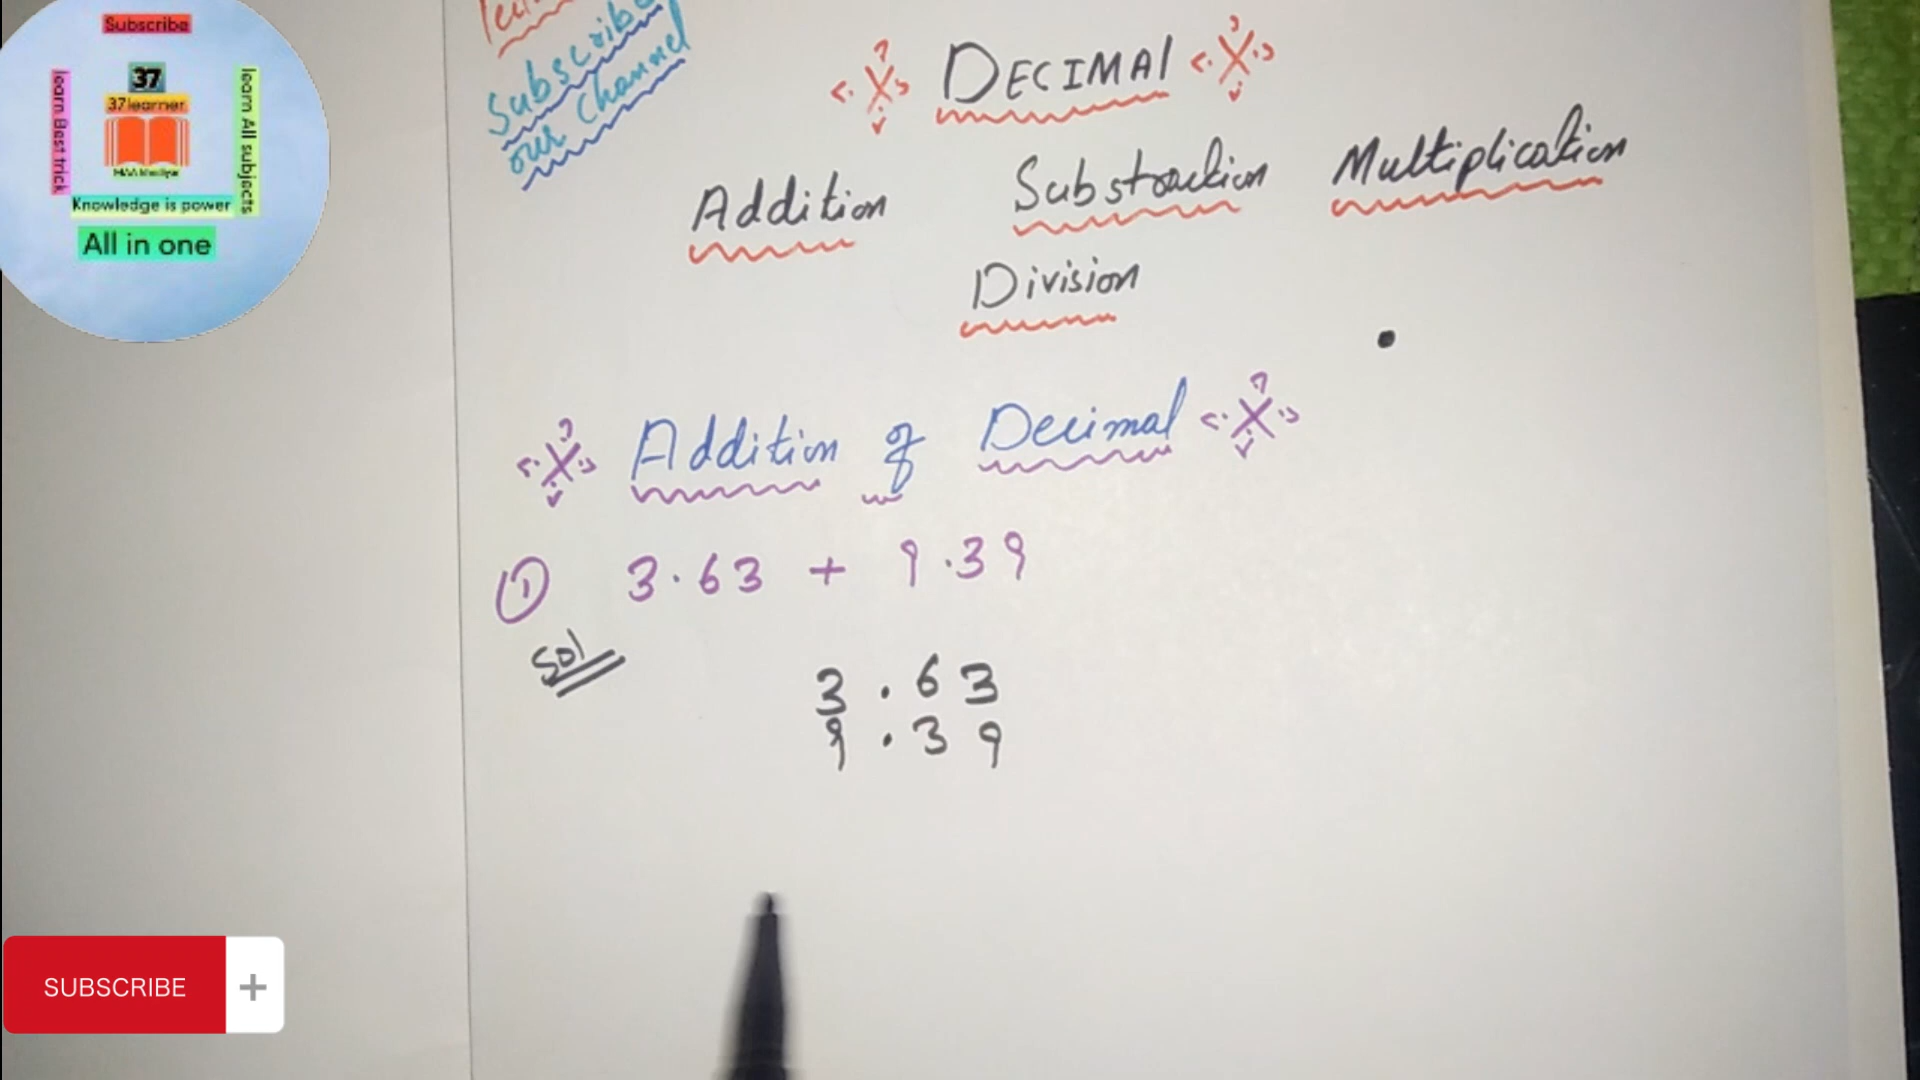 Subscribe
37
37learner
learn Best trick
learn All subjects
Knowledge is power
All in one
Subscribe
our Channel
DECIMAL
Addition Substraction Multiplication
Division
Addition of Decimal
① 3.63 + 9.39
Sol
3.63
9.39
SUBSCRIBE +